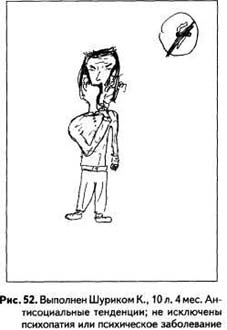 Рис. 52. Выполнен Шуриком К., 10 л. 4 мес. Ан-
тисоциальные тенденции; не исключены
психопатия или психическое заболевание